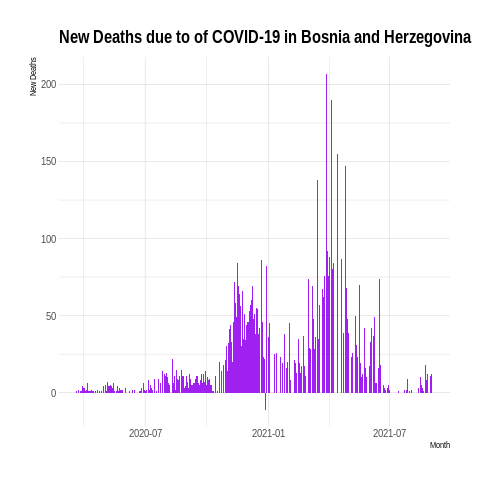 New Deaths due to of COVID-19 in Bosnia and Herzegovina
New Deaths
200
150
100
50
0
2020-07
2021-01
2021-07
Month